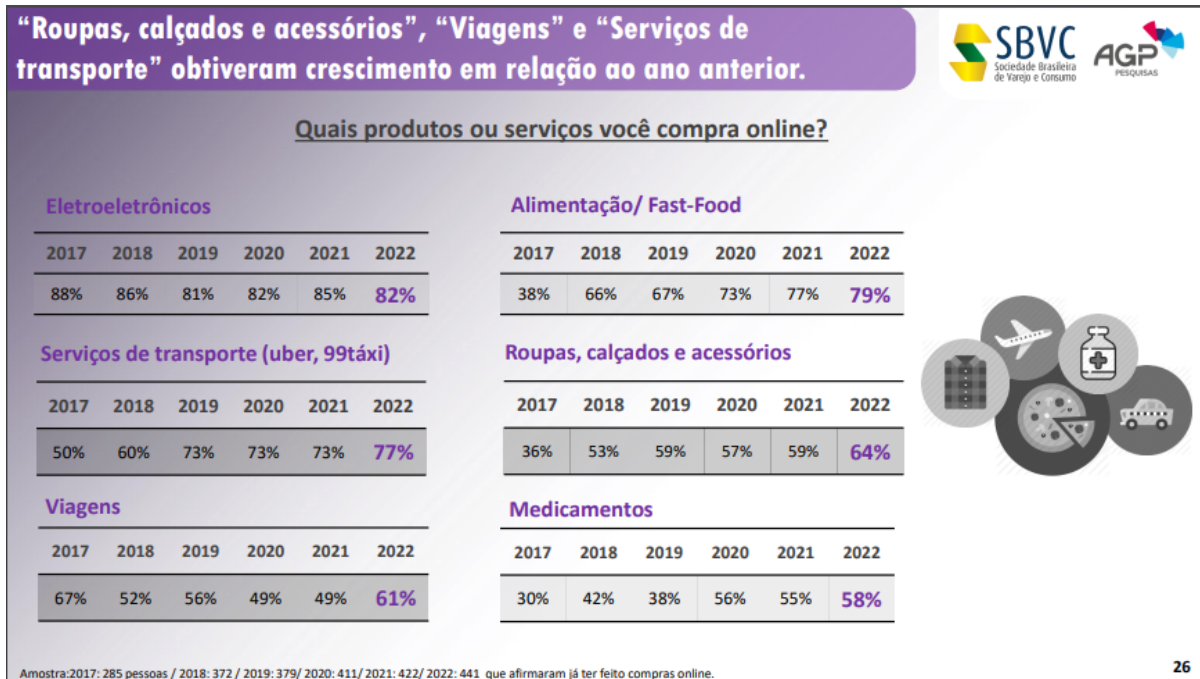 “Roupas, calçados e acessórios”, “Viagens” e “Serviços de
transporte” obtiveram crescimento em relação ao ano anterior.
SBVC
Sociedade Brasileira
de Varejo e Consumo
AGP
PESQUISAS
Quais produtos ou serviços você compra online?
Eletroeletrônicos
2017 2018 2019 2020 2021 2022
88% 86% 81% 82% 85% 82%
Alimentação/ Fast-Food
2017 2018 2019 2020 2021 2022
38% 66% 67% 73% 77% 79%
Serviços de transporte (uber, 99táxi)
2017 2018 2019 2020 2021 2022
50% 60% 73% 73% 73% 77%
Roupas, calçados e acessórios
2017 2018 2019 2020 2021 2022
36% 53% 59% 57% 59% 64%
Viagens
2017 2018 2019 2020 2021 2022
67% 52% 56% 49% 49% 61%
Medicamentos
2017 2018 2019 2020 2021 2022
30% 42% 38% 56% 55% 58%
Amostra:2017: 285 pessoas / 2018: 372 / 2019: 379/ 2020: 411/ 2021: 422/ 2022: 441 que afirmaram já ter feito compras online.
26